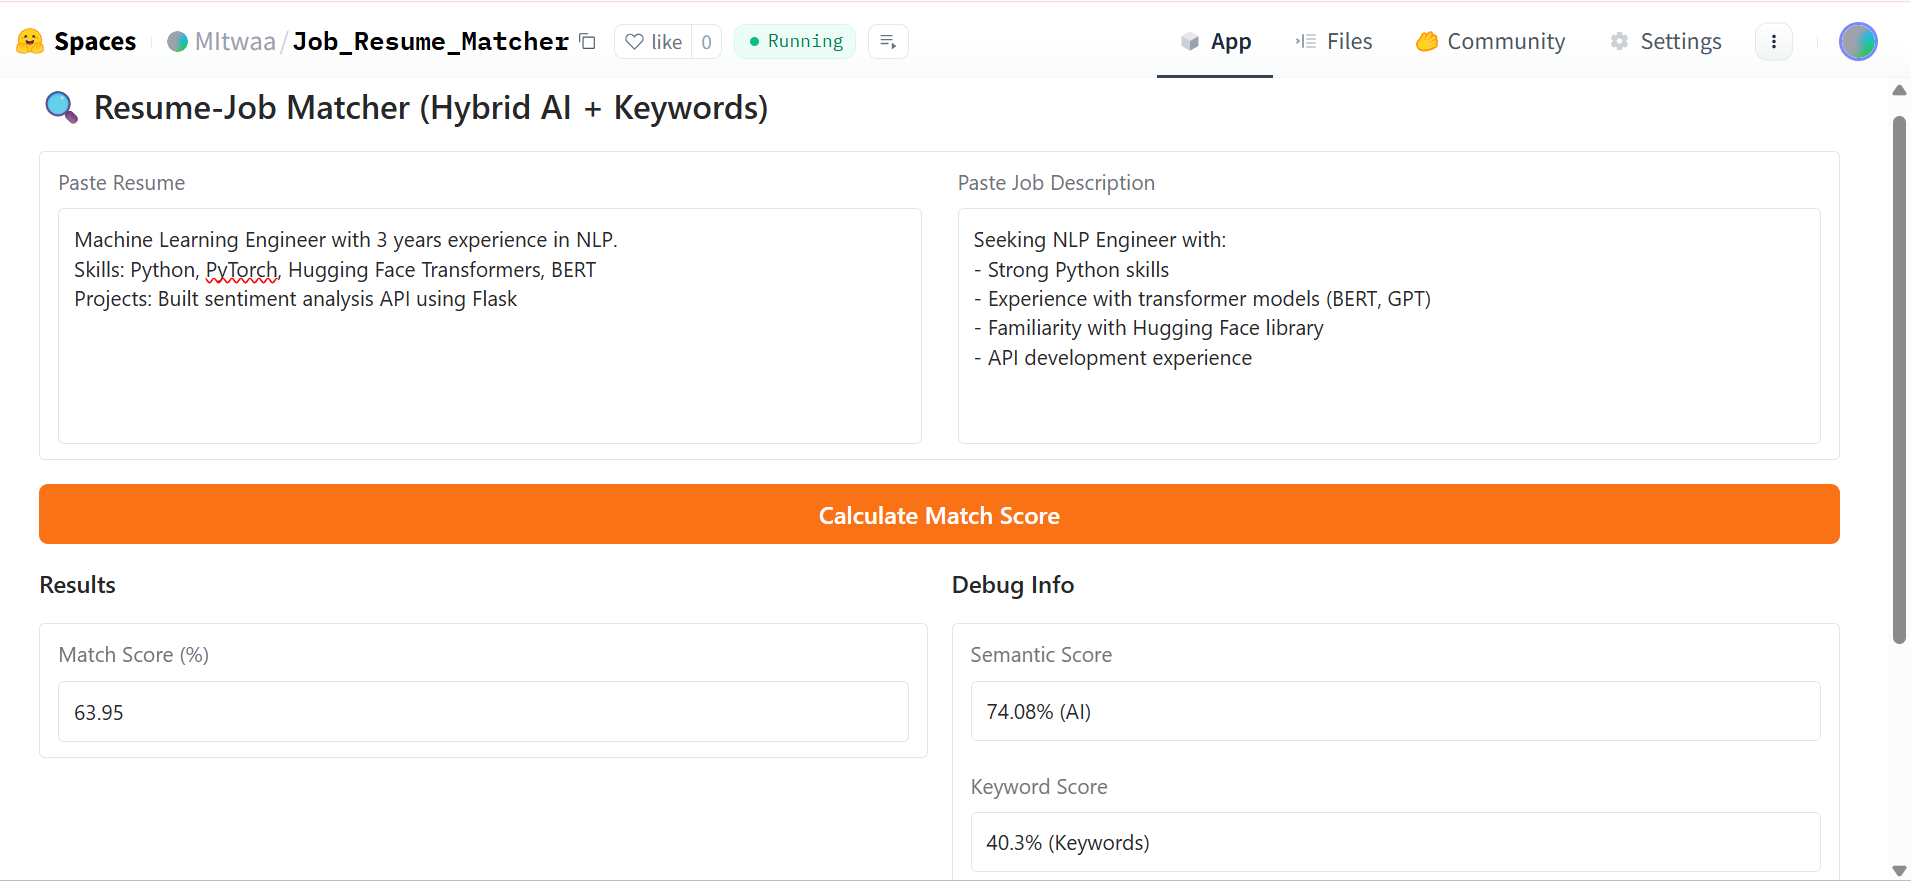 Spaces
MItwaa/Job_Resume_Matcher
like 0
Running
App
Files
Community
Settings
Resume-Job Matcher (Hybrid AI + Keywords)
Paste Resume
Machine Learning Engineer with 3 years experience in NLP.
Skills: Python, PyTorch, Hugging Face Transformers, BERT
Projects: Built sentiment analysis API using Flask
Paste Job Description
Seeking NLP Engineer with:
- Strong Python skills
- Experience with transformer models (BERT, GPT)
- Familiarity with Hugging Face library
- API development experience
Calculate Match Score
Results
Match Score (%)
63.95
Debug Info
Semantic Score
74.08% (AI)
Keyword Score
40.3% (Keywords)